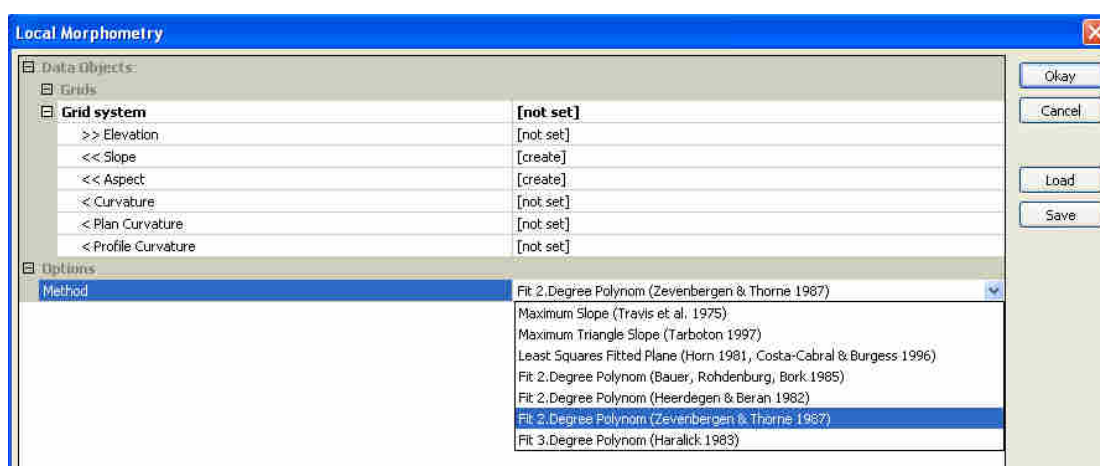 Local Morphometry
Data Objects
Okay
Grids
Grid system [not set]
Cancel
>> Elevation [not set]
<< Slope [create]
<< Aspect [create]
Load
< Curvature [not set]
< Plan Curvature [not set]
Save
< Profile Curvature [not set]
Options
Method Fit 2.Degree Polynom (Zevenbergen & Thorne 1987)
Maximum Slope (Travis et al. 1975)
Maximum Triangle Slope (Tarboton 1997)
Least Squares Fitted Plane (Horn 1981, Costa-Cabral & Burgess 1996)
Fit 2.Degree Polynom (Bauer, Rohdenburg, Bork 1985)
Fit 2.Degree Polynom (Heerdegen & Beran 1982)
Fit 2.Degree Polynom (Zevenbergen & Thorne 1987)
Fit 3.Degree Polynom (Haralick 1983)